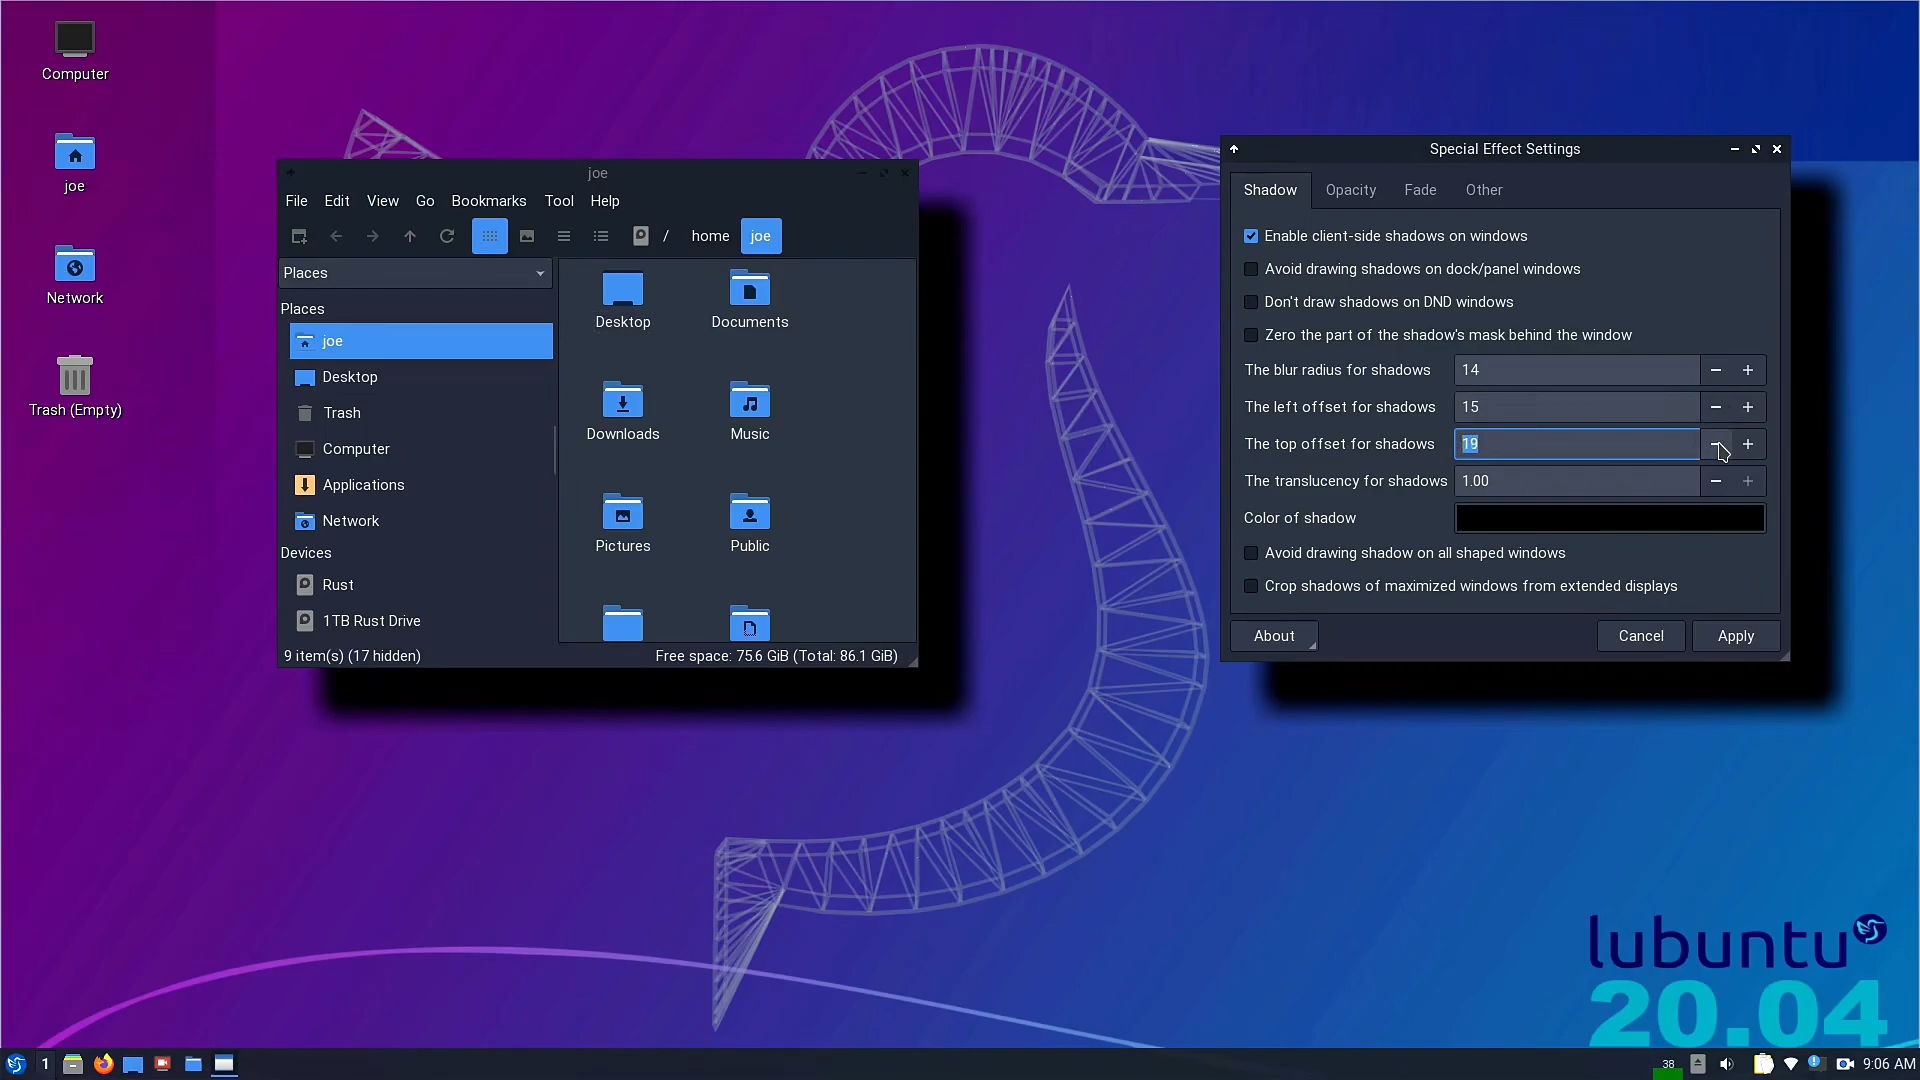 Computer
joe
Network
Trash (Empty)
joe
File Edit View Go Bookmarks Tool Help
/ home joe
Places
Places
joe
Desktop
Trash
Computer
Applications
Network
Devices
Rust
1TB Rust Drive
Desktop Documents
Downloads Music
Pictures Public
9 item(s) (17 hidden) Free space: 75.6 GiB (Total: 86.1 GiB)
Special Effect Settings
Shadow Opacity Fade Other
Enable client-side shadows on windows
Avoid drawing shadows on dock/panel windows
Don't draw shadows on DND windows
Zero the part of the shadow's mask behind the window
The blur radius for shadows 14
The left offset for shadows 15
The top offset for shadows 19
The translucency for shadows 1.00
Color of shadow
Avoid drawing shadow on all shaped windows
Crop shadows of maximized windows from extended displays
About Cancel Apply
lubuntu
20.04
1 38 9:06 AM